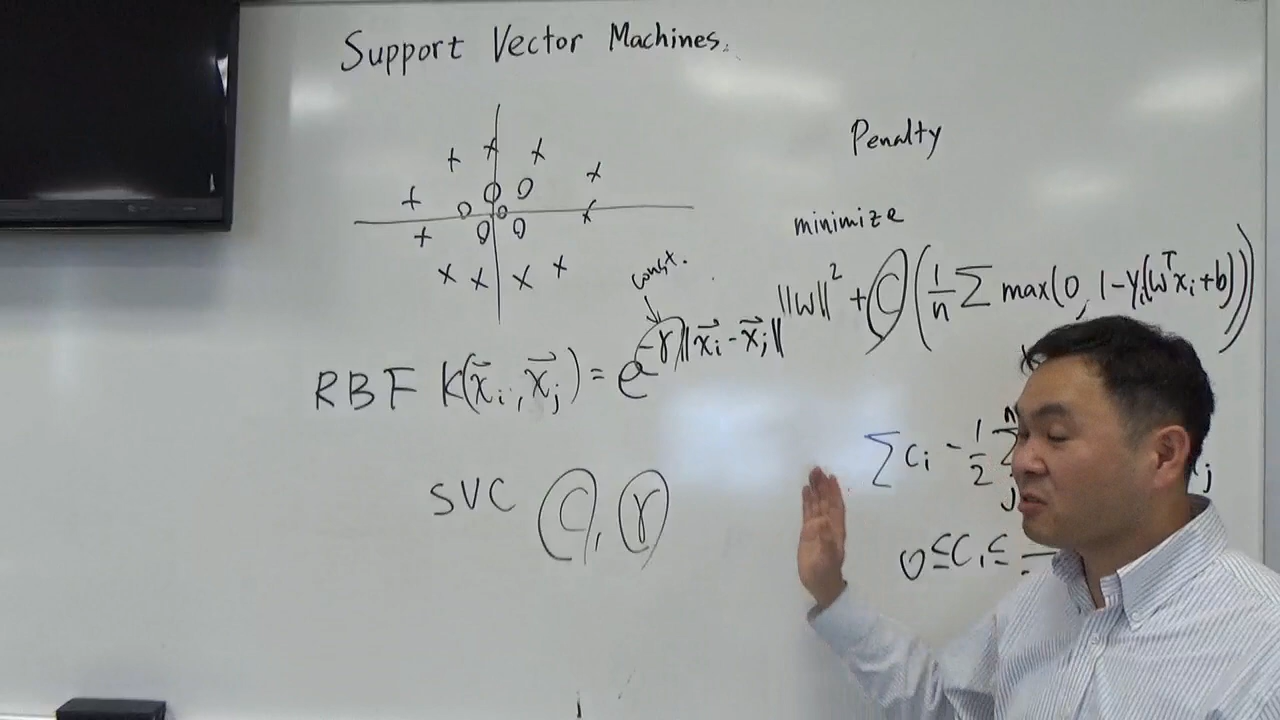 Support Vector Machines.
Penalty
minimize
||w||² + C (1/n Σ max(0, 1-yᵢ(wᵀxᵢ+b)))
const.
RBF K(x⃗ᵢ, x⃗ⱼ) = e^-γ||x⃗ᵢ-x⃗ⱼ||
Σ cᵢ - 1/2 Σ
0≤Cᵢ≤
SVC C, γ